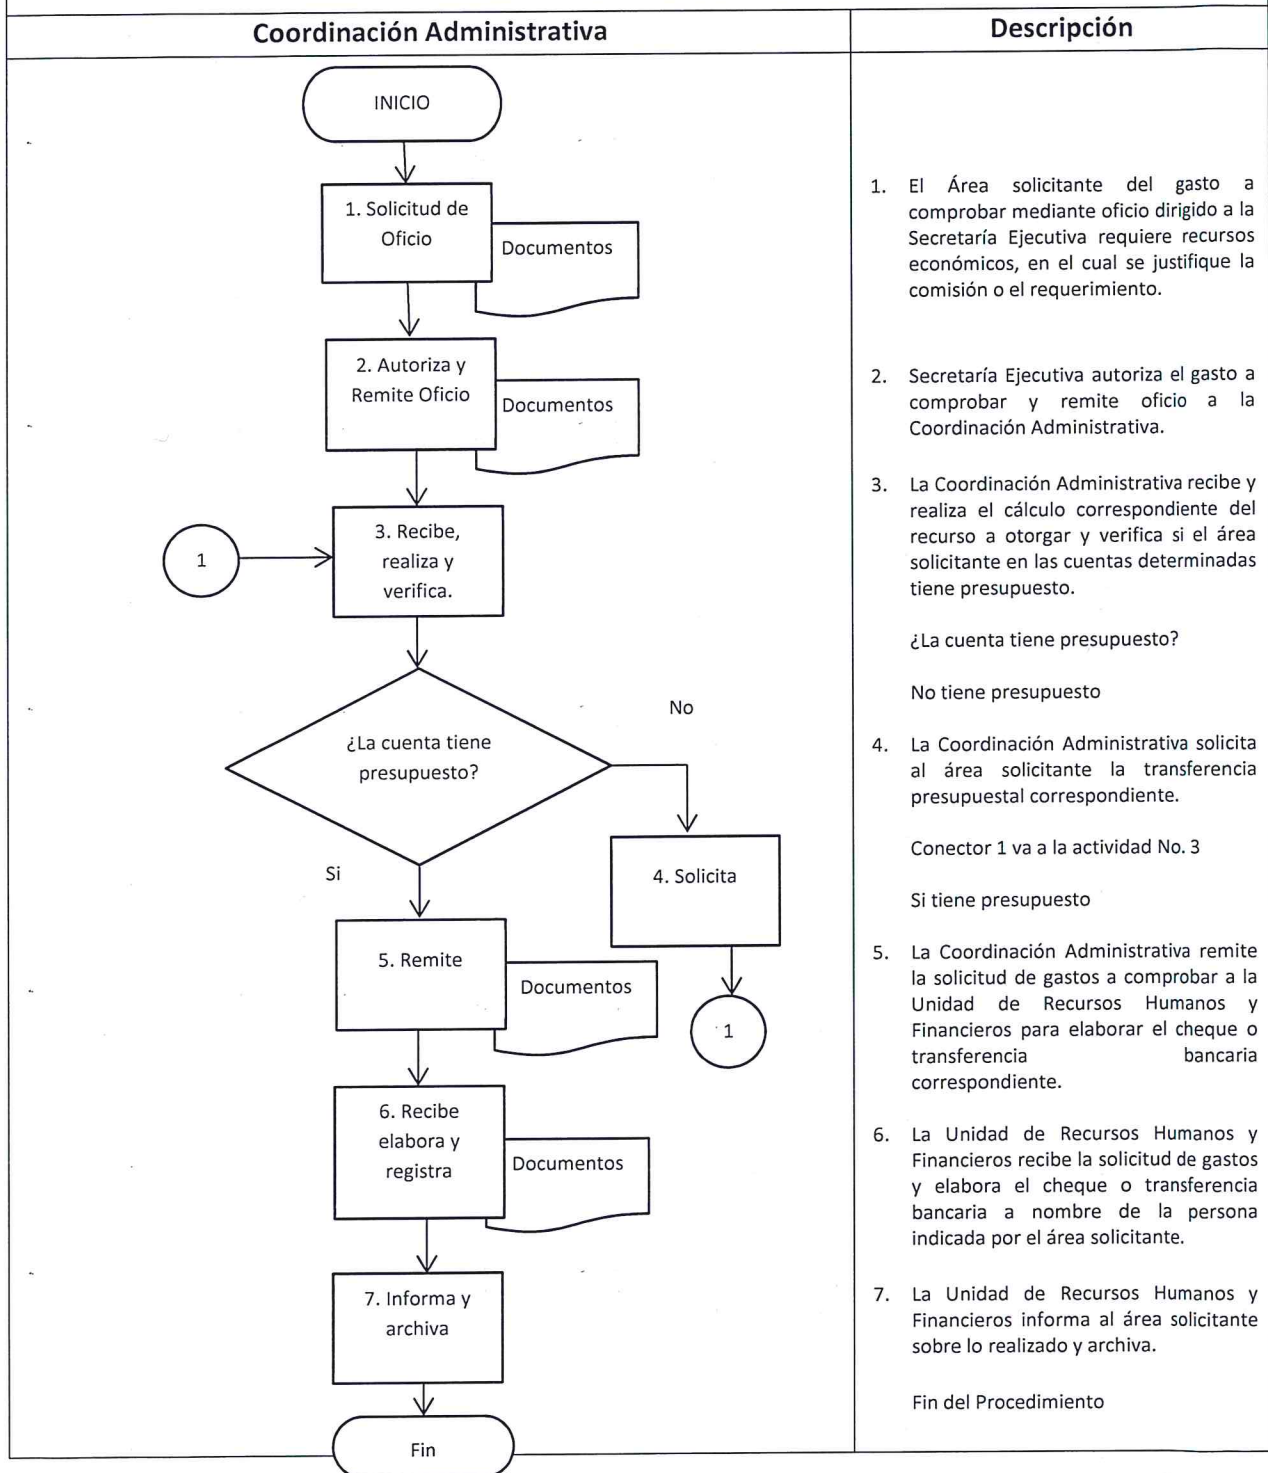 Coordinación Administrativa
Descripción
INICIO
1. Solicitud de
Oficio
Documentos
2. Autoriza y
Remite Oficio
Documentos
1
3. Recibe,
realiza y
verifica.
¿La cuenta tiene
presupuesto?
No
Si
4. Solicita
1
5. Remite
Documentos
6. Recibe
elabora y
registra
Documentos
7. Informa y
archiva
Fin
1. El Área solicitante del gasto a
comprobar mediante oficio dirigido a la
Secretaría Ejecutiva requiere recursos
económicos, en el cual se justifique la
comisión o el requerimiento.
2. Secretaría Ejecutiva autoriza el gasto a
comprobar y remite oficio a la
Coordinación Administrativa.
3. La Coordinación Administrativa recibe y
realiza el cálculo correspondiente del
recurso a otorgar y verifica si el área
solicitante en las cuentas determinadas
tiene presupuesto.
¿La cuenta tiene presupuesto?
No tiene presupuesto
4. La Coordinación Administrativa solicita
al área solicitante la transferencia
presupuestal correspondiente.
Conector 1 va a la actividad No. 3
Si tiene presupuesto
5. La Coordinación Administrativa remite
la solicitud de gastos a comprobar a la
Unidad de Recursos Humanos y
Financieros para elaborar el cheque o
transferencia bancaria
correspondiente.
6. La Unidad de Recursos Humanos y
Financieros recibe la solicitud de gastos
y elabora el cheque o transferencia
bancaria a nombre de la persona
indicada por el área solicitante.
7. La Unidad de Recursos Humanos y
Financieros informa al área solicitante
sobre lo realizado y archiva.
Fin del Procedimiento